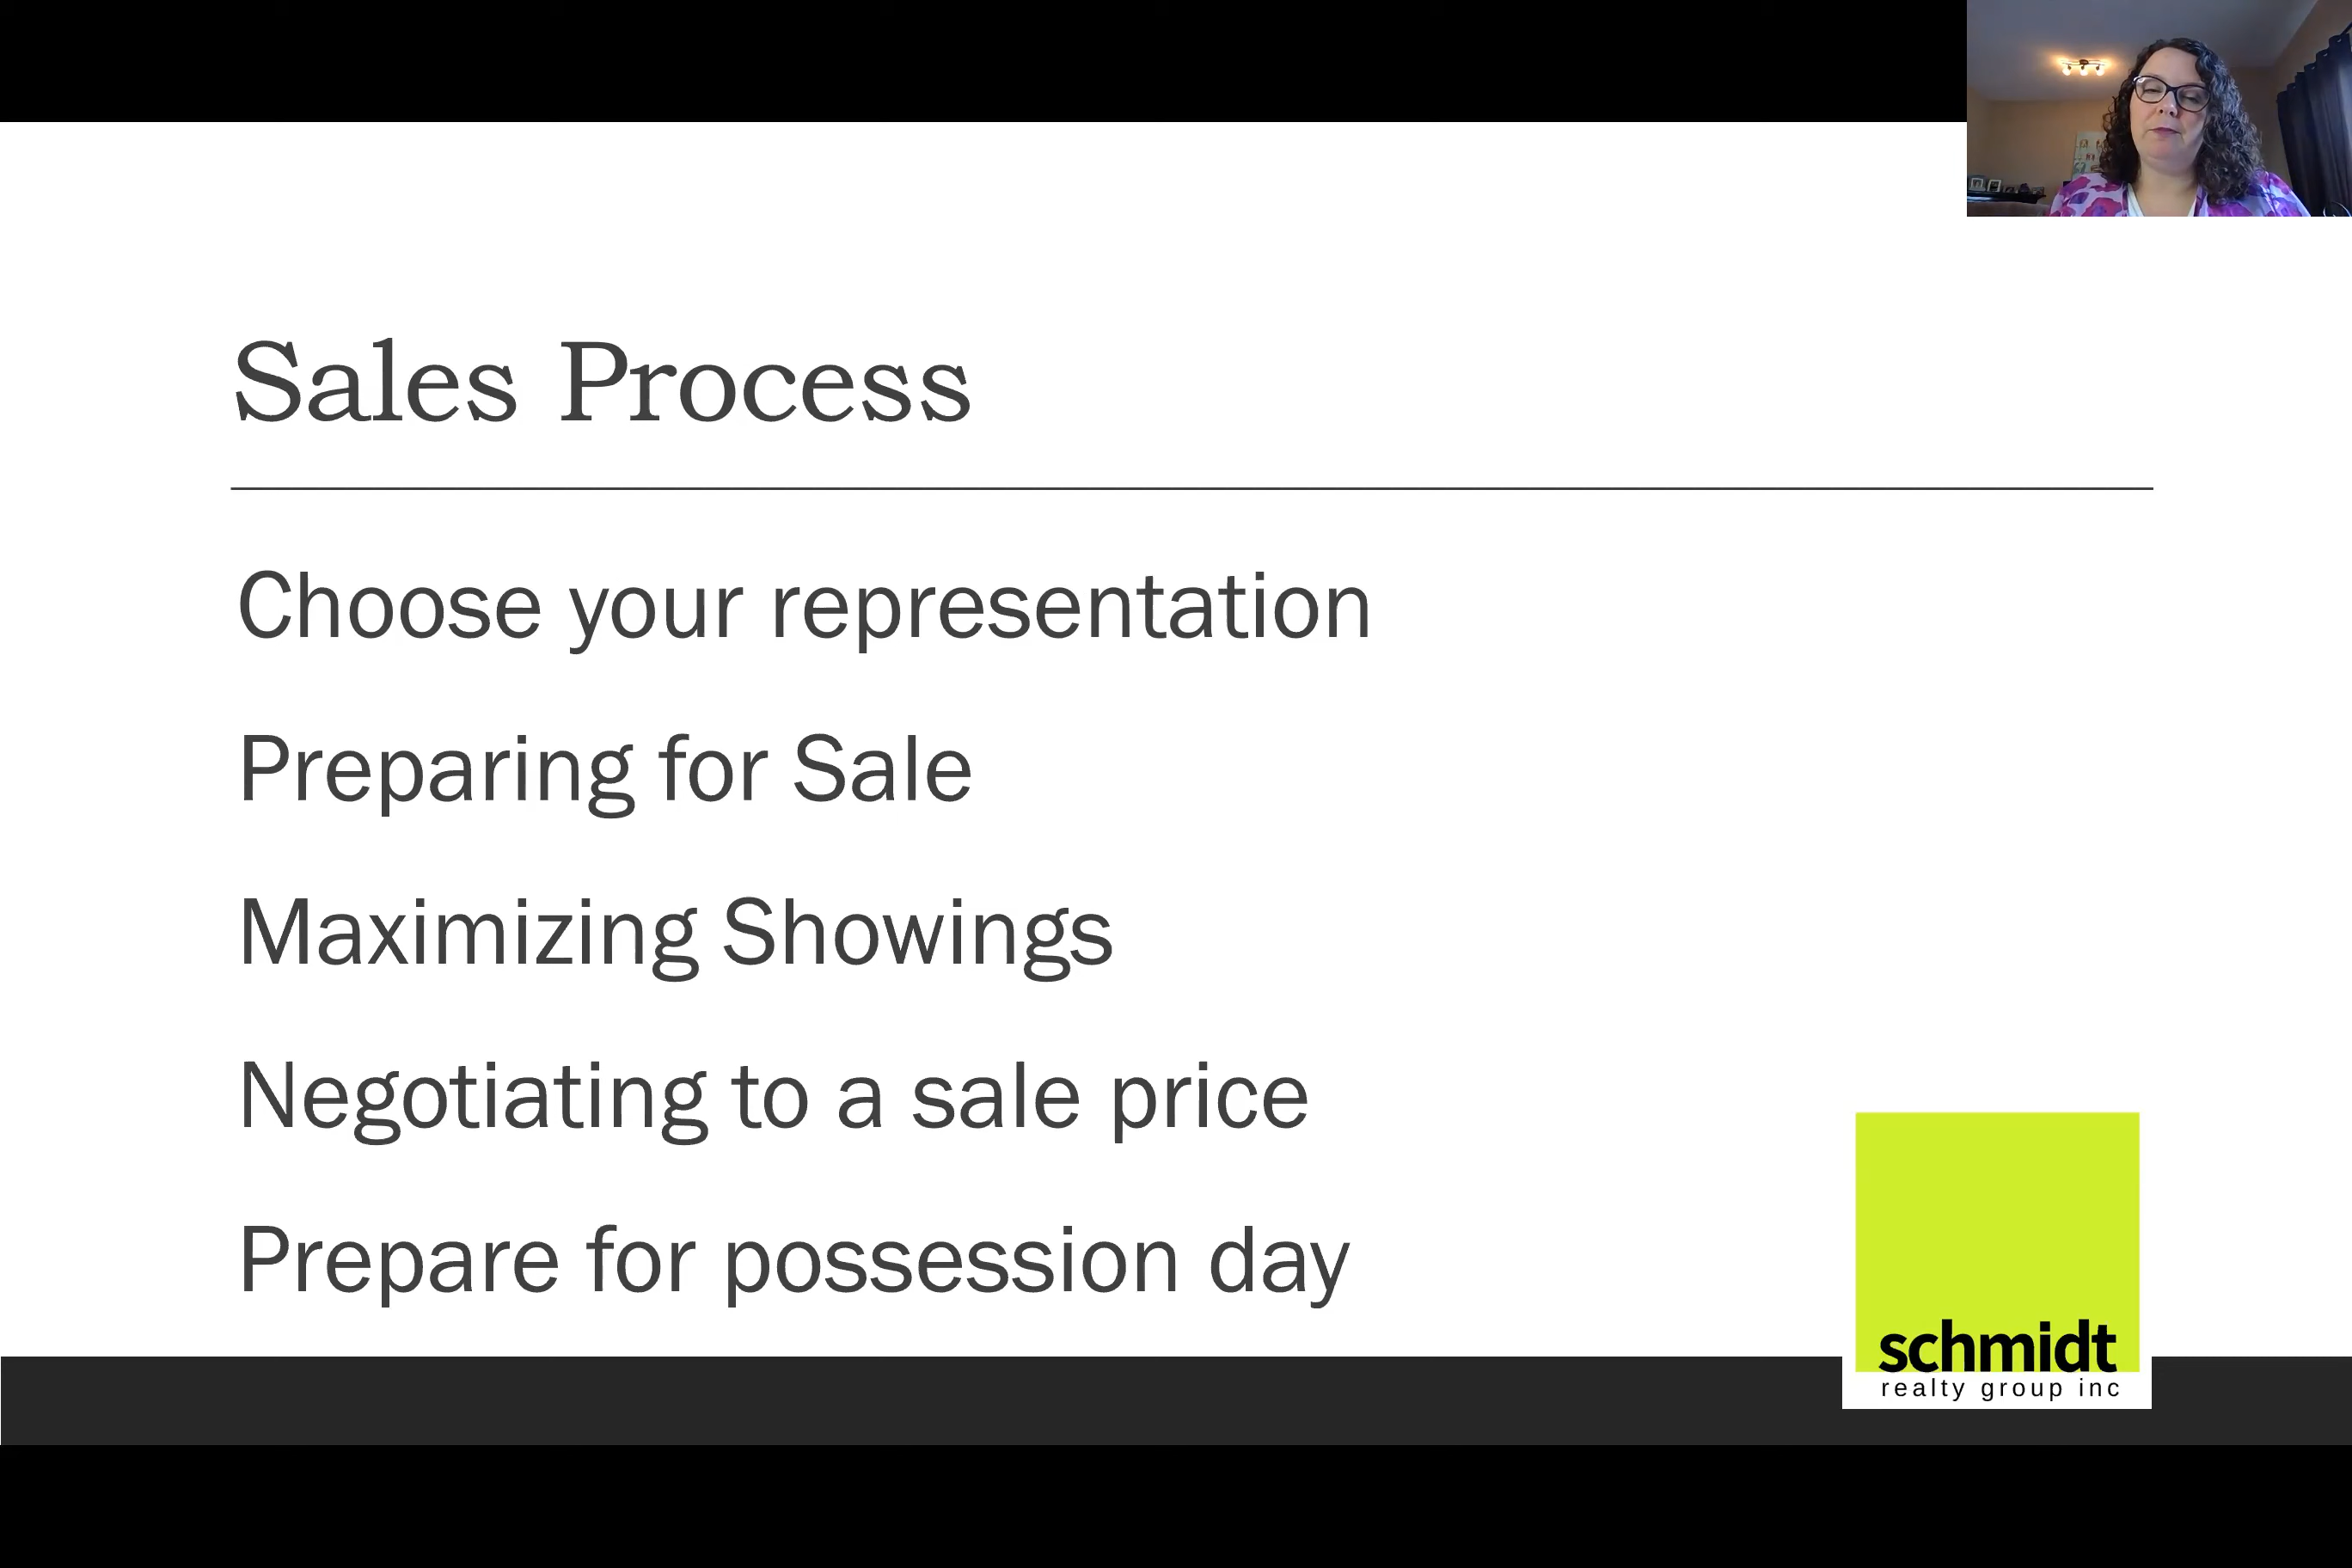 Sales Process
Choose your representation
Preparing for Sale
Maximizing Showings
Negotiating to a sale price
Prepare for possession day
schmidt
realty group inc